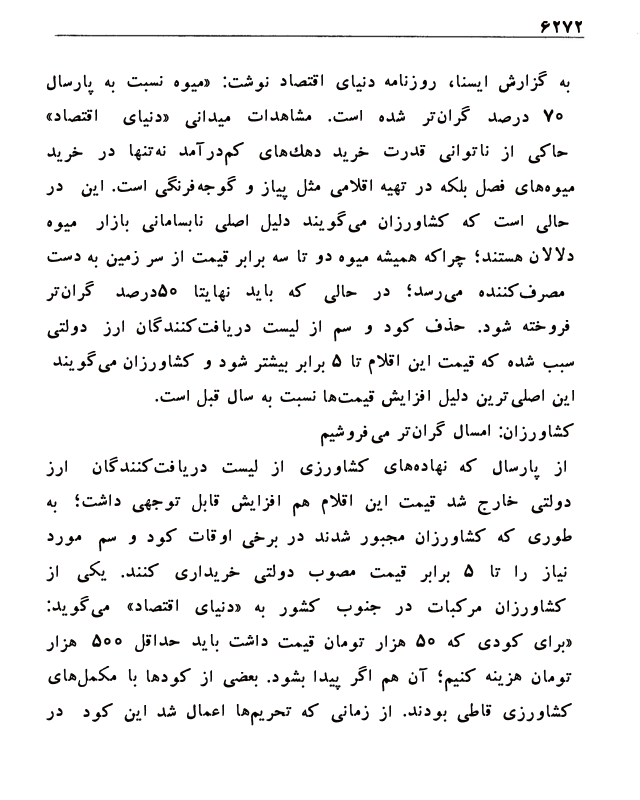 ۶۲۷۲
به گزارش ایسنا، روزنامه دنیای اقتصاد نوشت: «میوه نسبت به پارسال
۷۰ درصد گران‌تر شده است. مشاهدات میدانی «دنیای اقتصاد»
حاکی از ناتوانی قدرت خرید دهک‌های کم‌درآمد نه‌تنها در خرید
میوه‌های فصل بلکه در تهیه اقلامی مثل پیاز و گوجه‌فرنگی است. این در
حالی است که کشاورزان می‌گویند دلیل اصلی نابسامانی بازار میوه
دلالان هستند؛ چراکه همیشه میوه دو تا سه برابر قیمت از سر زمین به دست
مصرف‌کننده می‌رسد؛ در حالی که باید نهایتا ۵۰درصد گران‌تر
فروخته شود. حذف کود و سم از لیست دریافت‌کنندگان ارز دولتی
سبب شده که قیمت این اقلام تا ۵ برابر بیشتر شود و کشاورزان می‌گویند
این اصلی‌ترین دلیل افزایش قیمت‌ها نسبت به سال قبل است.
کشاورزان: امسال گران‌تر می‌فروشیم
از پارسال که نهاده‌های کشاورزی از لیست دریافت‌کنندگان ارز
دولتی خارج شد قیمت این اقلام هم افزایش قابل توجهی داشت؛ به
طوری که کشاورزان مجبور شدند در برخی اوقات کود و سم مورد
نیاز را تا ۵ برابر قیمت مصوب دولتی خریداری کنند. یکی از
کشاورزان مرکبات در جنوب کشور به «دنیای اقتصاد» می‌گوید:
«برای کودی که ۵۰ هزار تومان قیمت داشت باید حداقل ۵۰۰ هزار
تومان هزینه کنیم؛ آن هم اگر پیدا بشود. بعضی از کودها با مکمل‌های
کشاورزی قاطی بودند. از زمانی که تحریم‌ها اعمال شد این کود در